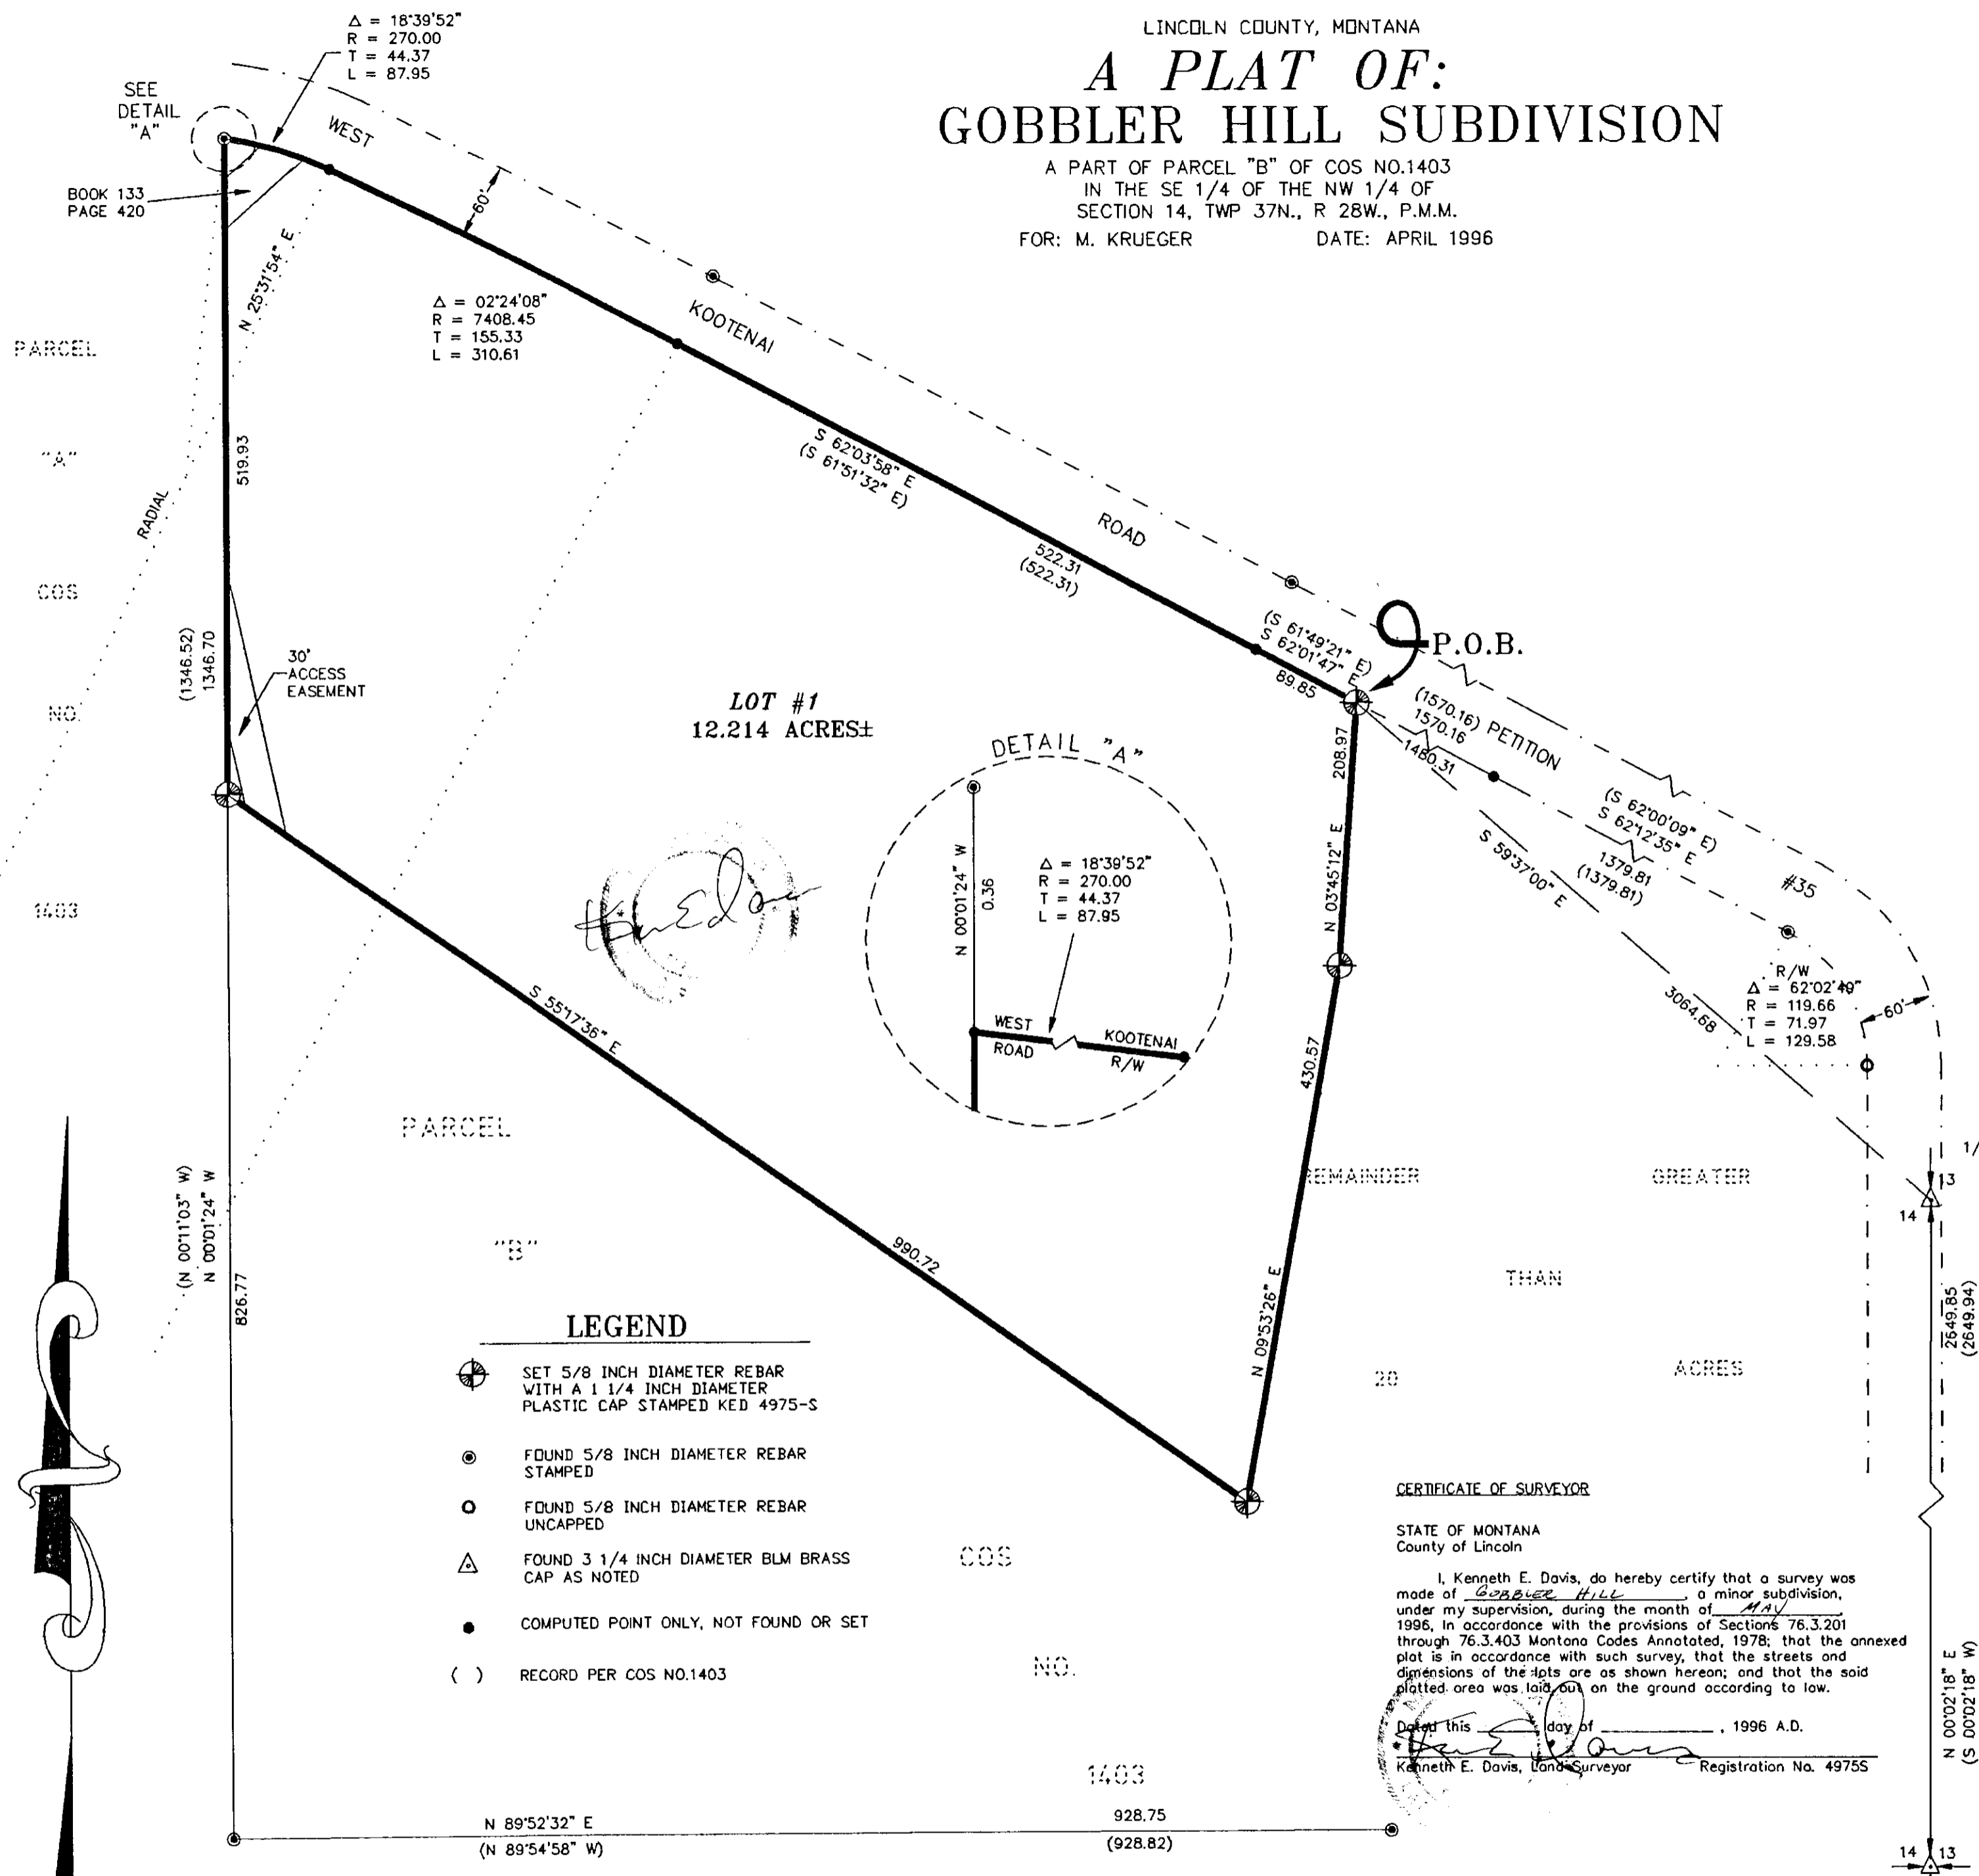 LINCOLN COUNTY, MONTANA
A PLAT OF:
GOBBLER HILL SUBDIVISION
A PART OF PARCEL "B" OF COS NO.1403
IN THE SE 1/4 OF THE NW 1/4 OF
SECTION 14, TWP 37N., R 28W., P.M.M.
FOR: M. KRUEGER DATE: APRIL 1996
Δ = 18°39'52"
R = 270.00
T = 44.37
L = 87.95
SEE
DETAIL
"A"
BOOK 133
PAGE 420
WEST
60'
KOOTENAI
ROAD
N 25°31'54" E
Δ = 02°24'08"
R = 7408.45
T = 155.33
L = 310.61
PARCEL
"A"
COS
NO.
1403
RADIAL
519.93
(1346.52)
1346.70
30'
ACCESS
EASEMENT
S 62°03'58" E
(S 61°51'32" E)
522.31
(522.31)
(S 61°49'21" E)
S 62°01'47" E
89.85
P.O.B.
LOT #1
12.214 ACRES±
(1570.16) PETITION
1570.16
1480.31
(S 62°00'09" E)
S 62°12'35" E
1379.81
(1379.81)
#35
S 59°37'00" E
3064.68
R/W
Δ = 62°02'49"
R = 119.66
T = 71.97
L = 129.58
60'
208.97
N 03°45'12" E
430.57
N 09°53'26" E
DETAIL "A"
N 00°01'24" W
0.36
Δ = 18°39'52"
R = 270.00
T = 44.37
L = 87.95
WEST KOOTENAI
ROAD R/W
S 55°17'36" E
990.72
PARCEL
"B"
COS
NO.
1403
REMAINDER GREATER
THAN
20 ACRES
(N 00°11'03" W)
N 00°01'24" W
826.77
1/
13
14
2649.85
(2649.94)
N 00°02'18" E
(S 00°02'18" W)
14 13
LEGEND
SET 5/8 INCH DIAMETER REBAR
WITH A 1 1/4 INCH DIAMETER
PLASTIC CAP STAMPED KED 4975-S
FOUND 5/8 INCH DIAMETER REBAR
STAMPED
FOUND 5/8 INCH DIAMETER REBAR
UNCAPPED
FOUND 3 1/4 INCH DIAMETER BLM BRASS
CAP AS NOTED
COMPUTED POINT ONLY, NOT FOUND OR SET
( ) RECORD PER COS NO.1403
N 89°52'32" E 928.75
(N 89°54'58" W) (928.82)
CERTIFICATE OF SURVEYOR
STATE OF MONTANA
County of Lincoln
I, Kenneth E. Davis, do hereby certify that a survey was
made of GOBBLER HILL, a minor subdivision,
under my supervision, during the month of MAY,
1996, In accordance with the provisions of Sections 76.3.201
through 76.3.403 Montana Codes Annotated, 1978; that the annexed
plat is in accordance with such survey, that the streets and
dimensions of the lots are as shown hereon; and that the said
platted area was laid out on the ground according to law.
Dated this ____ day of ________, 1996 A.D.
Kenneth E. Davis, Land Surveyor Registration No. 4975S